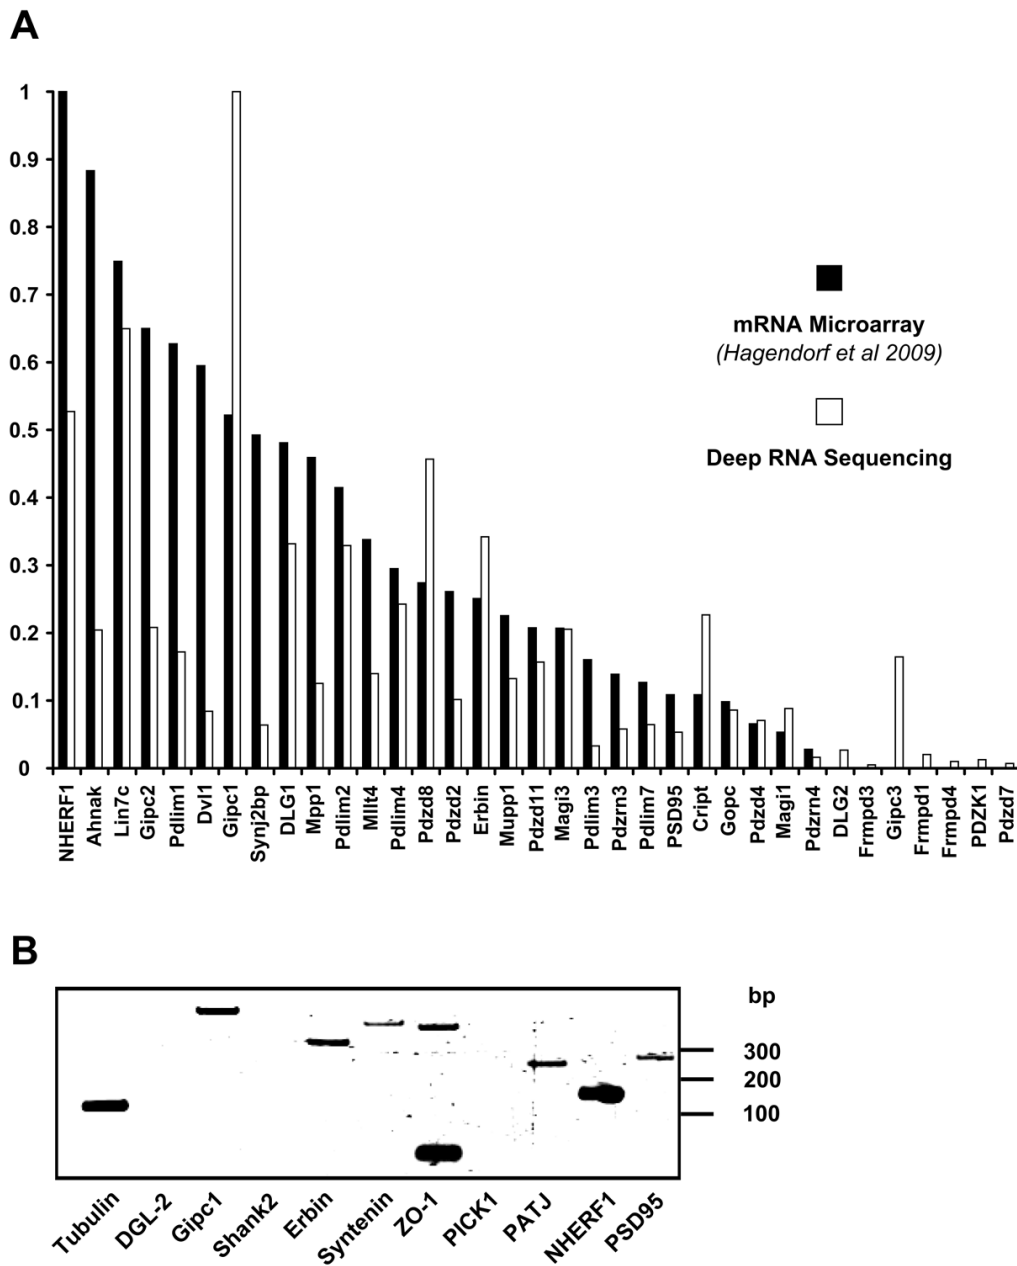 A
1
0.9
0.8
0.7
0.6
0.5
0.4
0.3
0.2
0.1
0
mRNA Microarray
(Hagendorf et al 2009)
Deep RNA Sequencing
NHERF1
Ahnak
Lin7c
Gipc2
Pdlim1
Dvl1
Gipc1
Synj2bp
DLG1
Mpp1
Pdlim2
Mllt4
Pdlim4
Pdzd8
Pdzd2
Erbin
Mupp1
Pdzd11
Magi3
Pdlim3
Pdzrn3
Pdlim7
PSD95
Cript
Gopc
Pdzd4
Magi1
Pdzrn4
DLG2
Frmpd3
Gipc3
Frmpd1
Frmpd4
PDZK1
Pdzd7
B
bp
300
200
100
Tubulin
DGL-2
Gipc1
Shank2
Erbin
Syntenin
ZO-1
PICK1
PATJ
NHERF1
PSD95